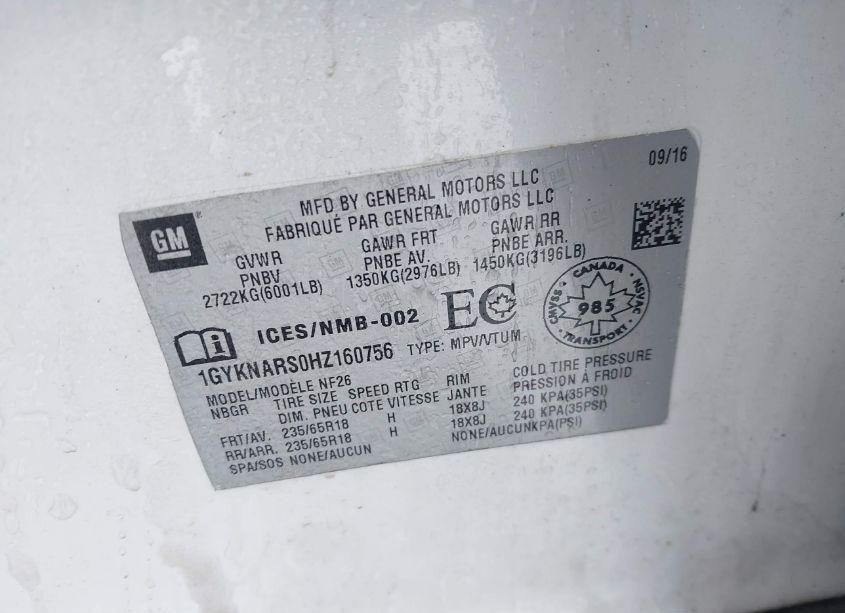 09/16
GM
MFD BY GENERAL MOTORS LLC
FABRIQUÉ PAR GENERAL MOTORS LLC
GVWR GAWR FRT GAWR RR
PNBV PNBE AV. PNBE ARR.
2722KG(6001LB) 1350KG(2976LB) 1450KG(3196LB)
i ICES/NMB-002 EC CANADA CMVSS 985 NSVAC TRANSPORT
1GYKNARS0HZ160756 TYPE: MPV/VTUM
MODEL/MODÈLE NF26
NBGR TIRE SIZE SPEED RTG RIM COLD TIRE PRESSURE
DIM. PNEU COTE VITESSE JANTE PRESSION À FROID
FRT/AV. 235/65R18 H 18X8J 240 KPA(35PSI)
RR/ARR. 235/65R18 H 18X8J 240 KPA(35PSI)
SPA/SOS NONE/AUCUN NONE/AUCUNKPA(PSI)